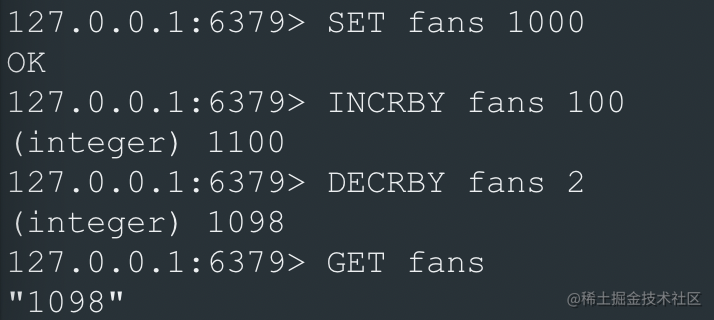 127.0.0.1:6379> SET fans 1000
OK
127.0.0.1:6379> INCRBY fans 100
(integer) 1100
127.0.0.1:6379> DECRBY fans 2
(integer) 1098
127.0.0.1:6379> GET fans
"1098"
@稀土掘金技术社区